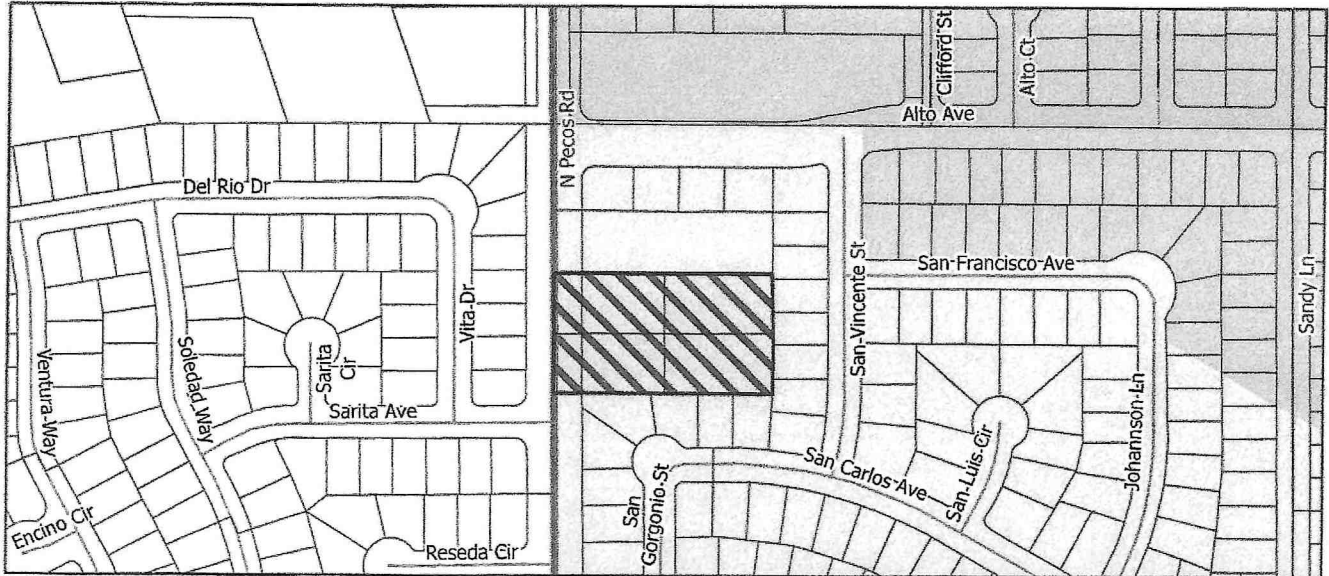 Clifford St
Alto Ct
Alto Ave
N Pecos Rd
Del Rio Dr
San Vincente St
San Francisco Ave
Sandy Ln
Vita Dr
Ventura Way
Soledad Way
Sarita
Cir
Sarita Ave
Johannson Ln
San Luis Cir
San Carlos Ave
San
Gorgonio St
Encino Cir
Reseda Cir